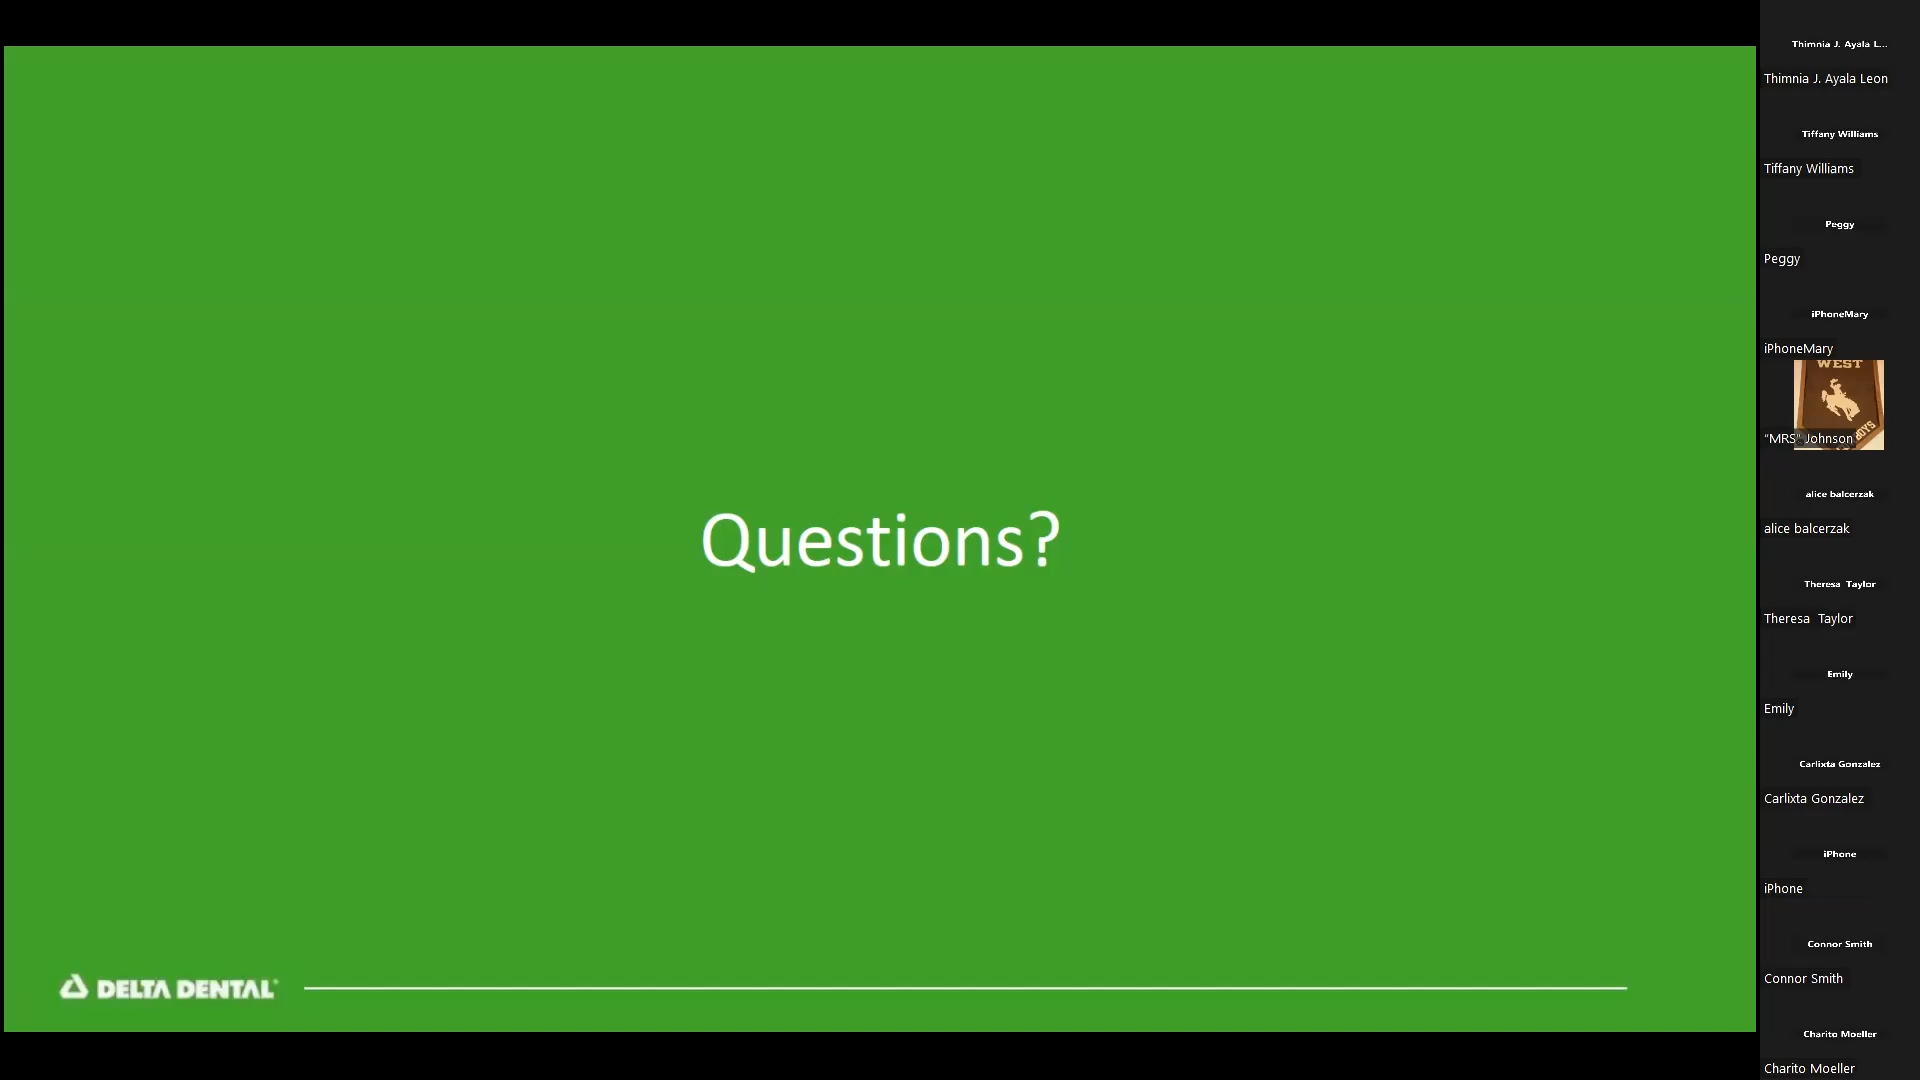 Questions?
DELTA DENTAL®
Thimnia J. Ayala L...
Thimnia J. Ayala Leon
Tiffany Williams
Tiffany Williams
Peggy
Peggy
iPhoneMary
iPhoneMary
WEST
BOYS
"MRS" Johnson
alice balcerzak
alice balcerzak
Theresa  Taylor
Theresa  Taylor
Emily
Emily
Carlixta Gonzalez
Carlixta Gonzalez
iPhone
iPhone
Connor Smith
Connor Smith
Charito Moeller
Charito Moeller